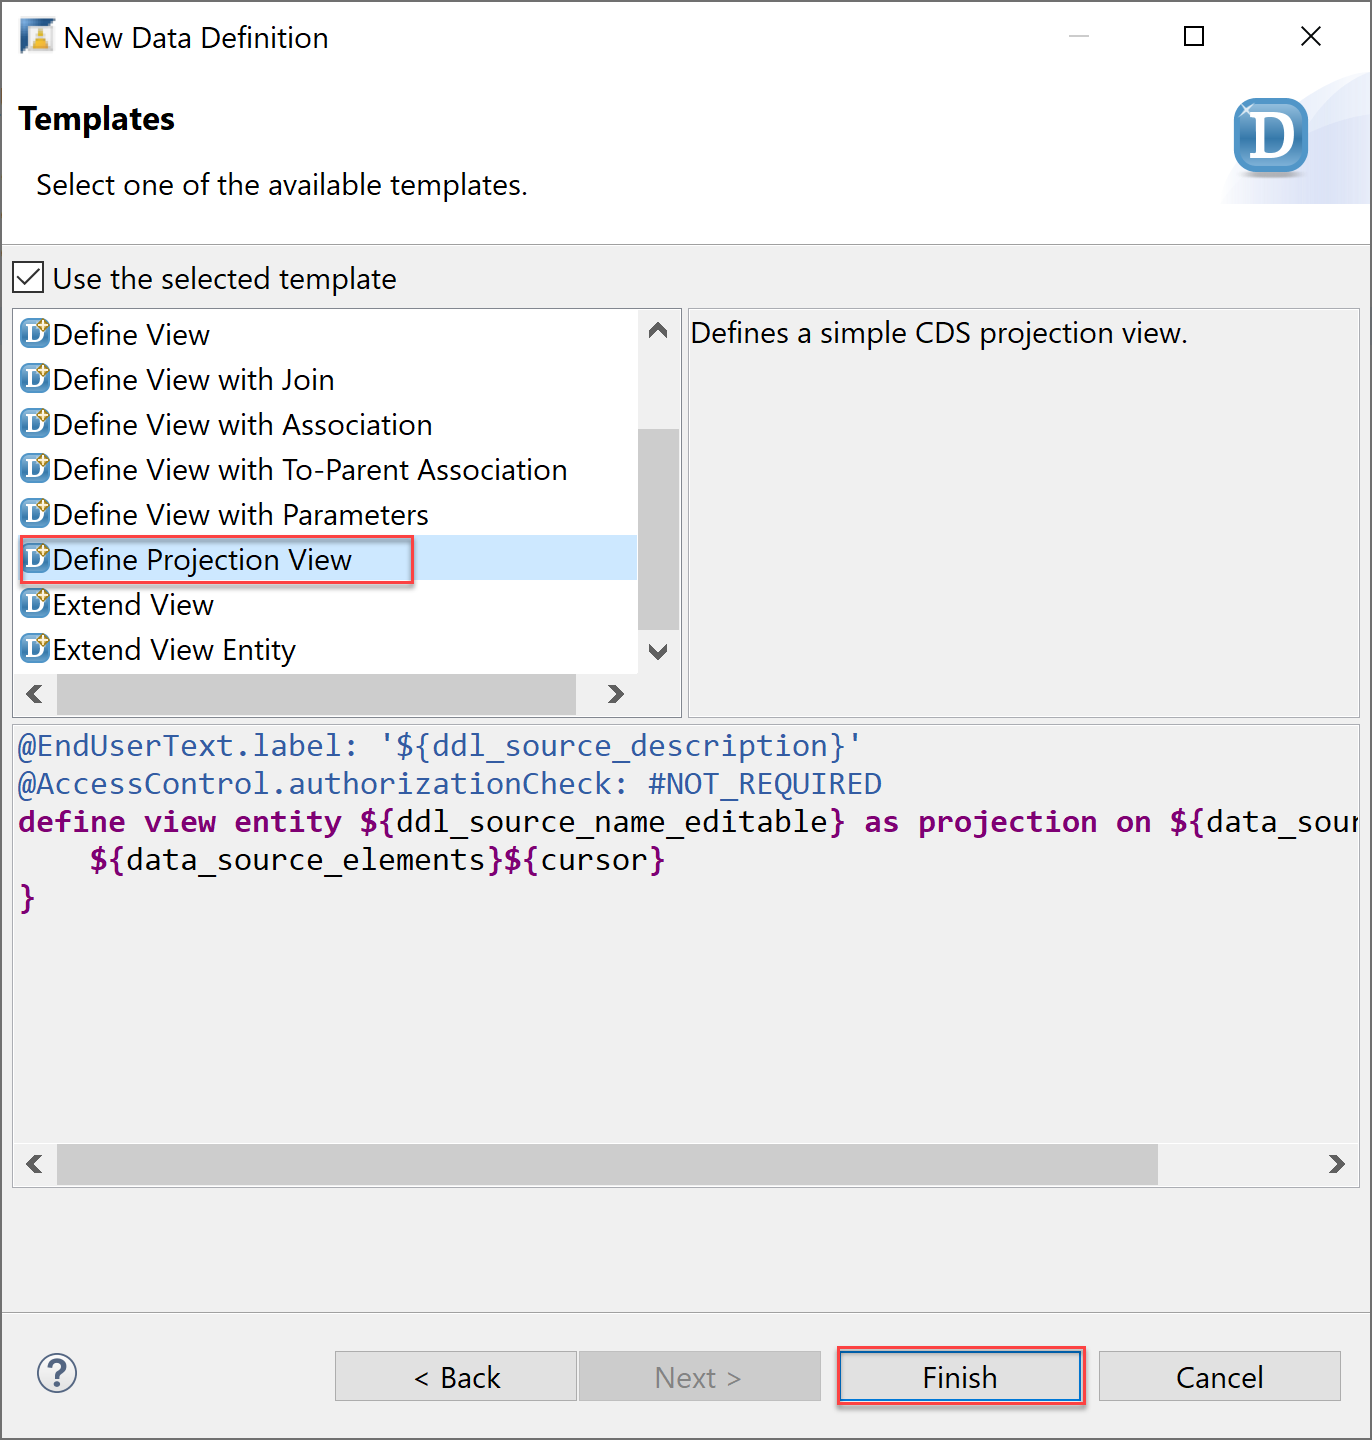 New Data Definition
Templates
D
Select one of the available templates.
Use the selected template
Define View
Define View with Join
Define View with Association
Define View with To-Parent Association
Define View with Parameters
Define Projection View
Extend View
Extend View Entity
Defines a simple CDS projection view.
@EndUserText.label: '${ddl_source_description}'
@AccessControl.authorizationCheck: #NOT_REQUIRED
define view entity ${ddl_source_name_editable} as projection on ${data_sour
${data_source_elements}${cursor}
}
?
< Back
Next >
Finish
Cancel